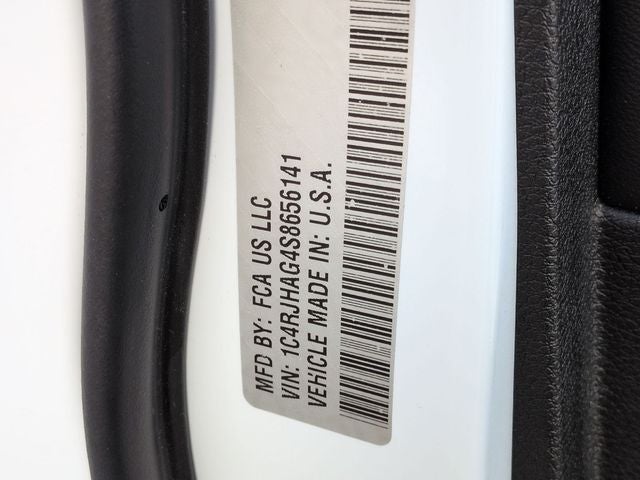 MFD BY: FCA US LLC
VIN: 1C4RJHAG4S8656141
VEHICLE MADE IN: U.S.A.